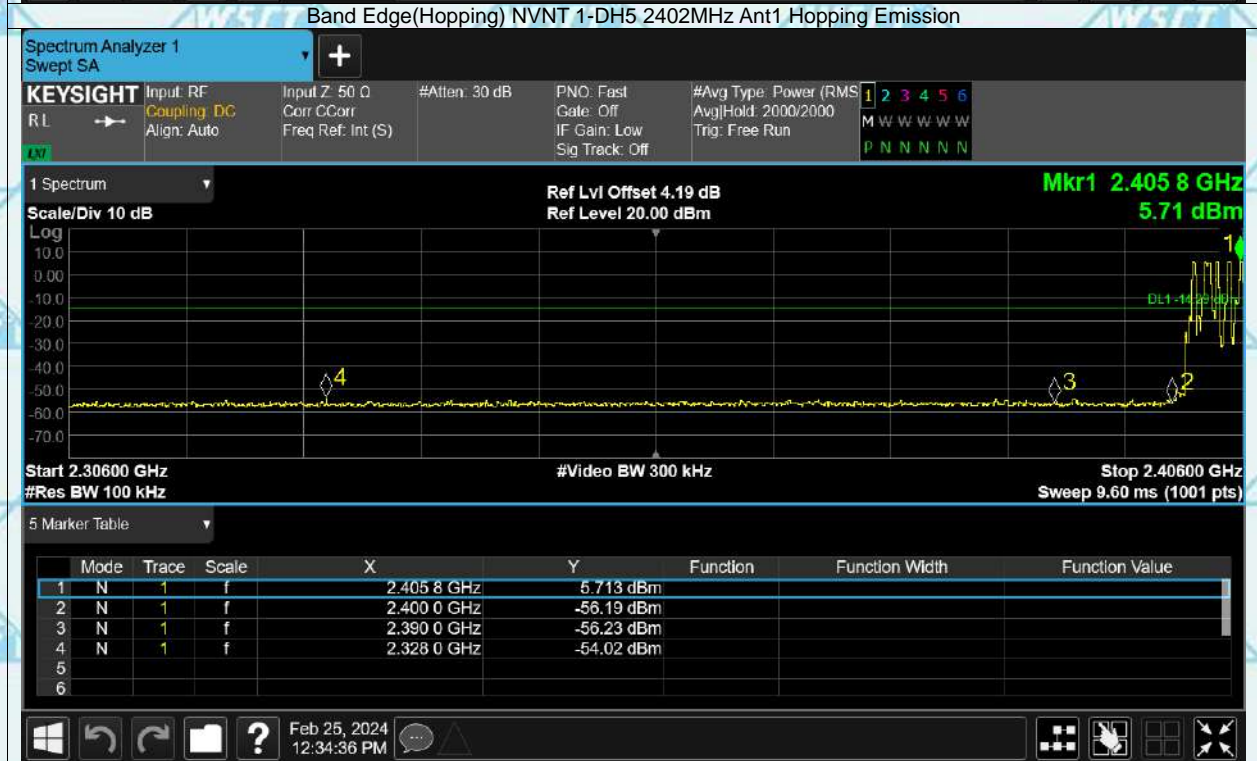 Band Edge(Hopping) NVNT 1-DH5 2402MHz Ant1 Hopping Emission
Spectrum Analyzer 1
Swept SA
+
KEYSIGHT
RL
LXI
Input: RF
Coupling: DC
Align: Auto
Input Z: 50 Ω
Corr CCorr
Freq Ref: Int (S)
#Atten: 30 dB
PNO: Fast
Gate: Off
IF Gain: Low
Sig Track: Off
#Avg Type: Power (RMS
Avg|Hold: 2000/2000
Trig: Free Run
1 2 3 4 5 6
M W W W W W
P N N N N N
1 Spectrum
Scale/Div 10 dB
Ref Lvl Offset 4.19 dB
Ref Level 20.00 dBm
Mkr1 2.405 8 GHz
5.71 dBm
Log
10.0
0.00
-10.0
-20.0
-30.0
-40.0
-50.0
-60.0
-70.0
1
DL1 -14.29 dBm
4
3
2
Start 2.30600 GHz
#Res BW 100 kHz
#Video BW 300 kHz
Stop 2.40600 GHz
Sweep 9.60 ms (1001 pts)
5 Marker Table
Mode Trace Scale X Y Function Function Width Function Value
1 N 1 f 2.405 8 GHz 5.713 dBm
2 N 1 f 2.400 0 GHz -56.19 dBm
3 N 1 f 2.390 0 GHz -56.23 dBm
4 N 1 f 2.328 0 GHz -54.02 dBm
5
6
?
Feb 25, 2024
12:34:36 PM